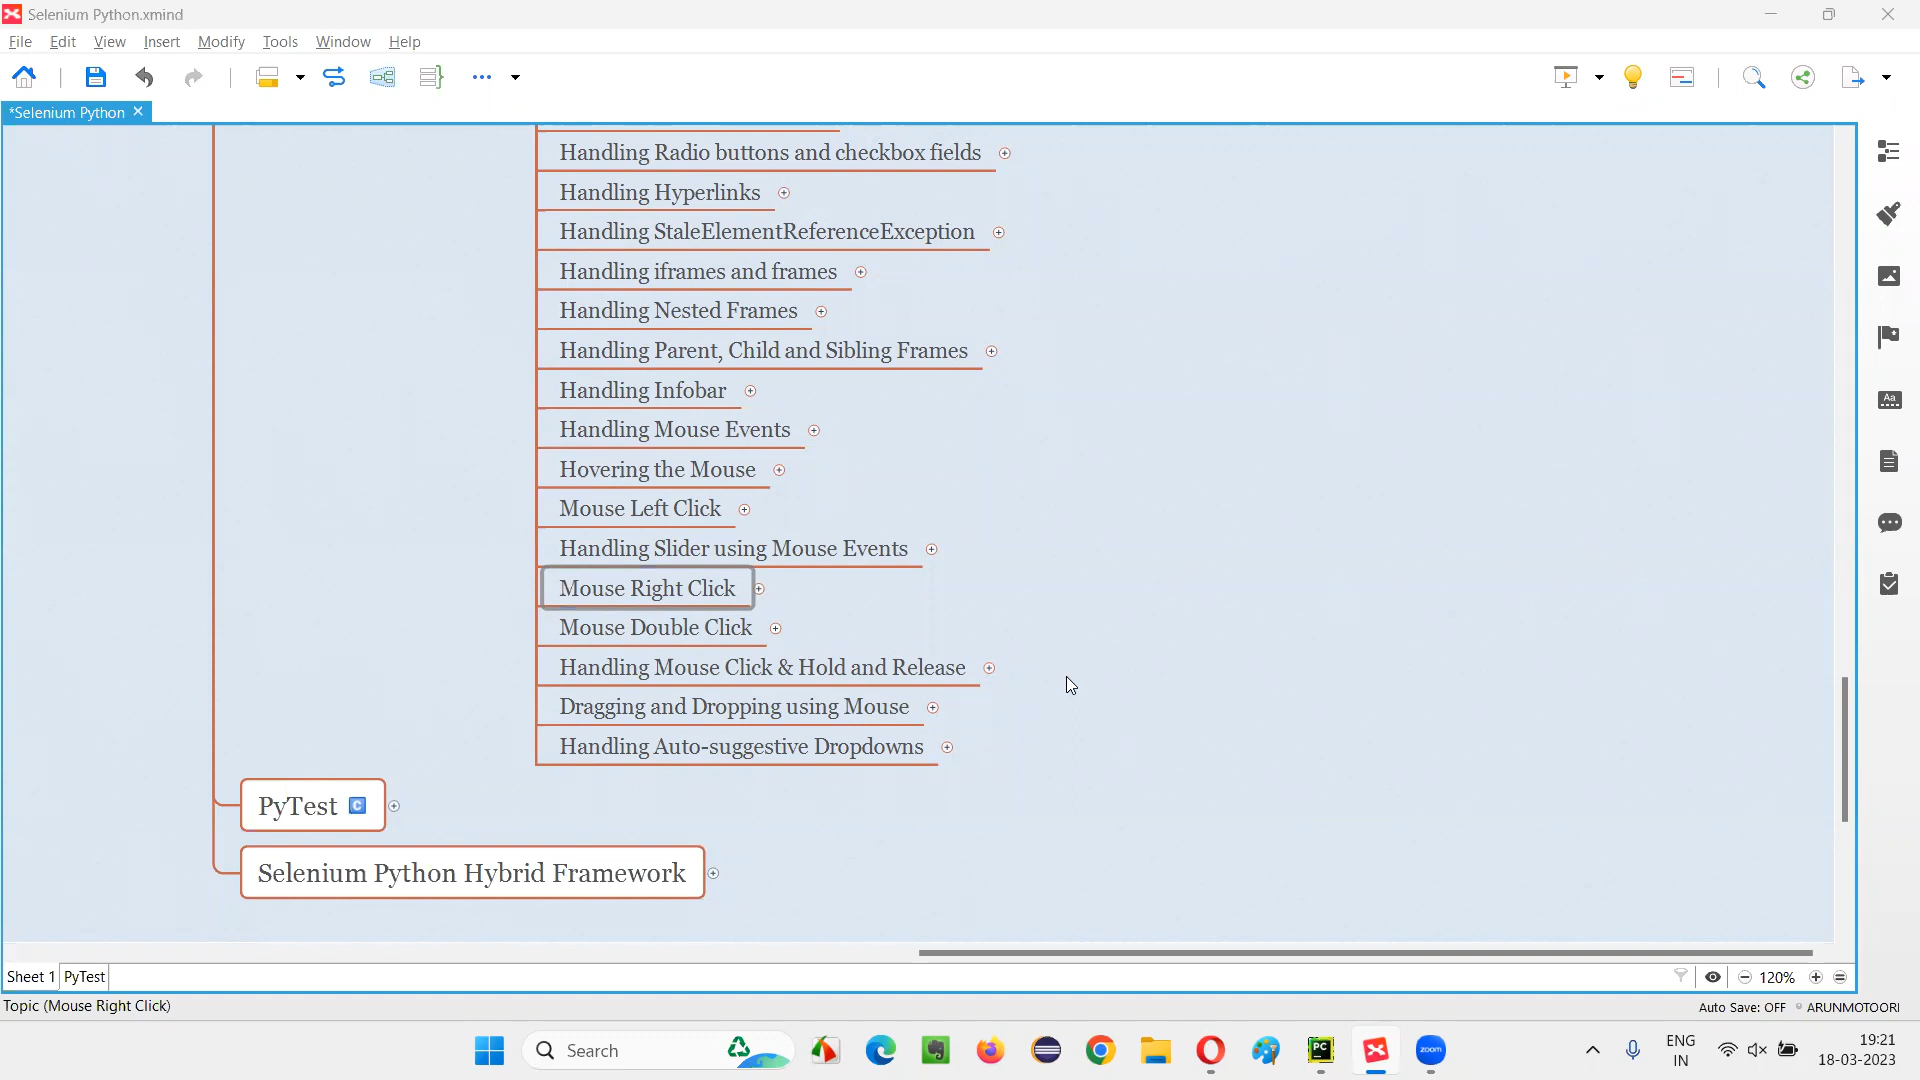 Selenium Python.xmind
File Edit View Insert Modify Tools Window Help
*Selenium Python
Handling Radio buttons and checkbox fields
Handling Hyperlinks
Handling StaleElementReferenceException
Handling iframes and frames
Handling Nested Frames
Handling Parent, Child and Sibling Frames
Handling Infobar
Handling Mouse Events
Hovering the Mouse
Mouse Left Click
Handling Slider using Mouse Events
Mouse Right Click
Mouse Double Click
Handling Mouse Click & Hold and Release
Dragging and Dropping using Mouse
Handling Auto-suggestive Dropdowns
PyTest C
Selenium Python Hybrid Framework
Aa
Sheet 1 PyTest 120%
Topic (Mouse Right Click) Auto Save: OFF ARUNMOTOORI
Search PC zoom ENG 19:21
IN 18-03-2023